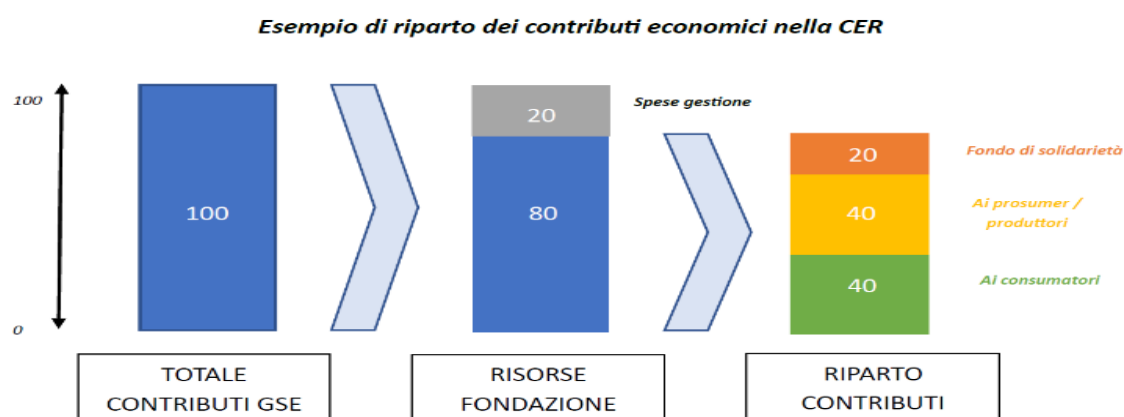 Esempio di riparto dei contributi economici nella CER
100
0
100
20
80
Spese gestione
20
40
40
Fondo di solidarietà
Ai prosumer /
produttori
Ai consumatori
TOTALE
CONTRIBUTI GSE
RISORSE
FONDAZIONE
RIPARTO
CONTRIBUTI